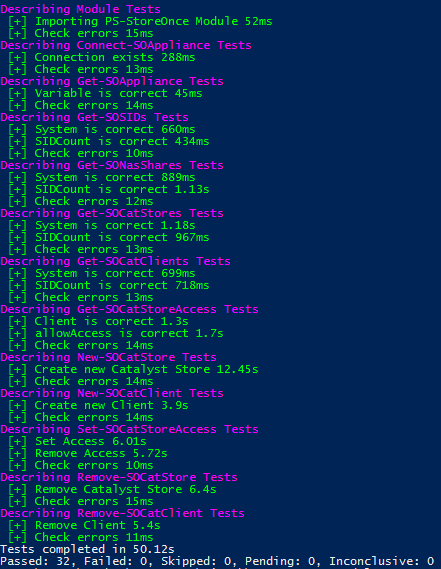 Describing Module Tests
[+] Importing PS-StoreOnce Module 52ms
[+] Check errors 15ms
Describing Connect-SOAppliance Tests
[+] Connection exists 288ms
[+] Check errors 13ms
Describing Get-SOAppliance Tests
[+] Variable is correct 45ms
[+] Check errors 14ms
Describing Get-SOSIDs Tests
[+] System is correct 660ms
[+] SIDCount is correct 434ms
[+] Check errors 10ms
Describing Get-SONasShares Tests
[+] System is correct 889ms
[+] SIDCount is correct 1.13s
[+] Check errors 12ms
Describing Get-SOCatStores Tests
[+] System is correct 1.18s
[+] SIDCount is correct 967ms
[+] Check errors 13ms
Describing Get-SOCatClients Tests
[+] System is correct 699ms
[+] SIDCount is correct 718ms
[+] Check errors 13ms
Describing Get-SOCatStoreAccess Tests
[+] Client is correct 1.3s
[+] allowAccess is correct 1.7s
[+] Check errors 14ms
Describing New-SOCatStore Tests
[+] Create new Catalyst Store 12.45s
[+] Check errors 14ms
Describing New-SOCatClient Tests
[+] Create new Client 3.9s
[+] Check errors 14ms
Describing Set-SOCatStoreAccess Tests
[+] Set Access 6.01s
[+] Remove Access 5.72s
[+] Check errors 10ms
Describing Remove-SOCatStore Tests
[+] Remove Catalyst Store 6.4s
[+] Check errors 15ms
Describing Remove-SOCatClient Tests
[+] Remove Client 5.4s
[+] Check errors 11ms
Tests completed in 50.12s
Passed: 32, Failed: 0, Skipped: 0, Pending: 0, Inconclusive: 0